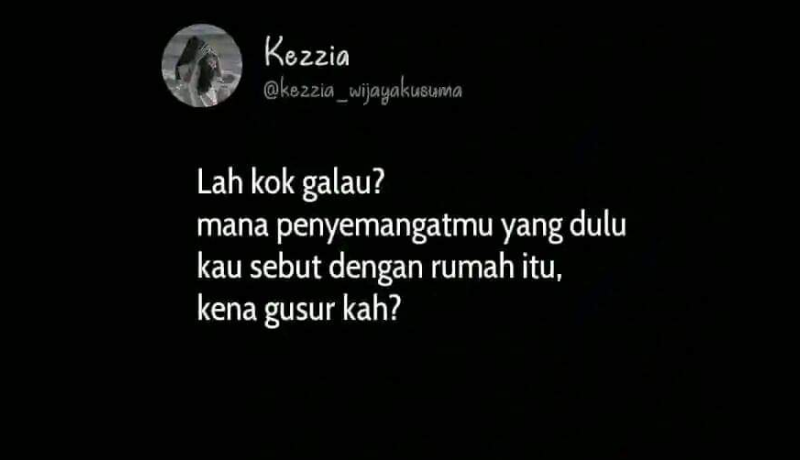 Kezzia
@kezzia_wijayakusuma
Lah kok galau?
mana penyemangatmu yang dulu
kau sebut dengan rumah itu,
kena gusur kah?